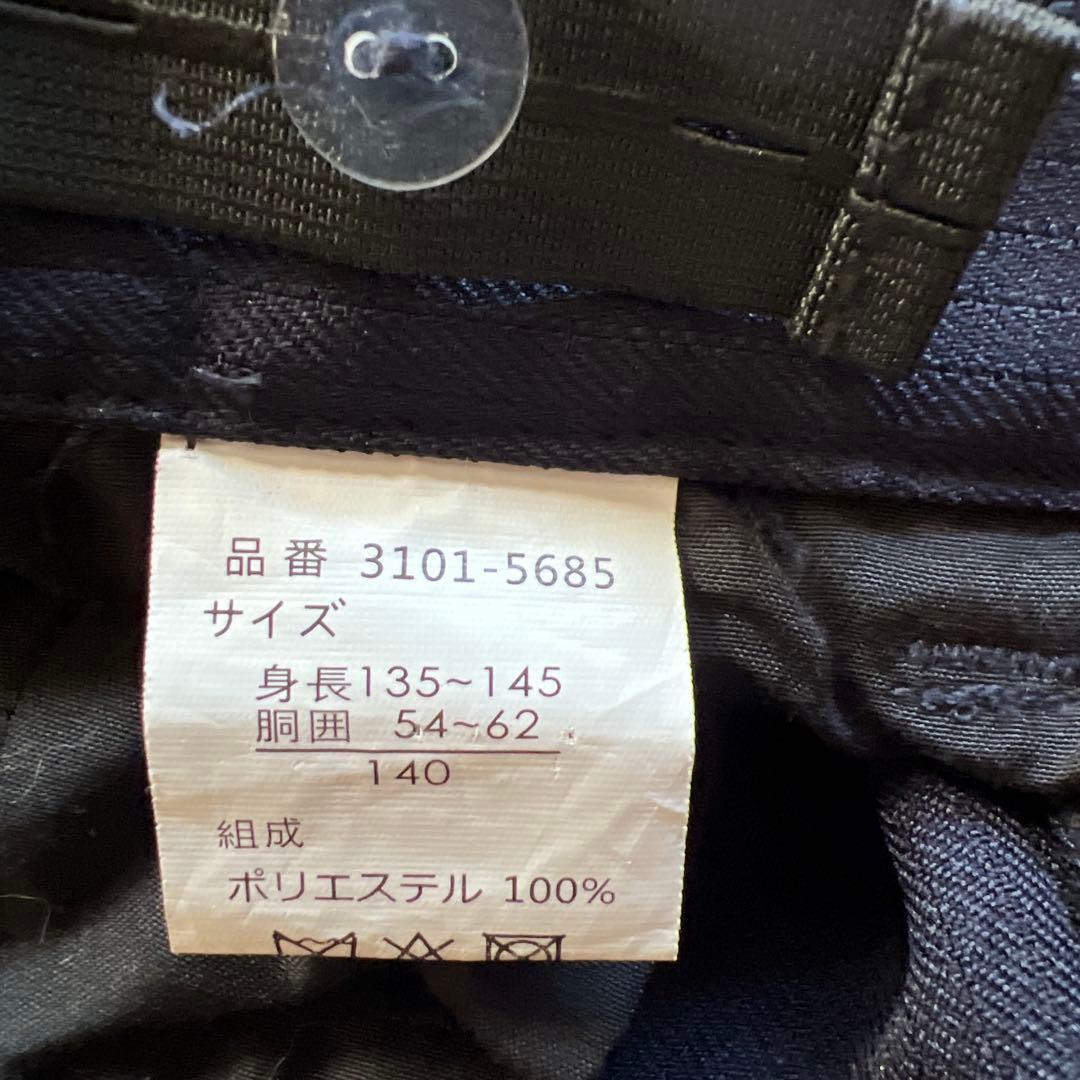 品番 3101-5685
サイズ
身長135~145
胴囲 54~62
140
組成
ポリエステル 100%